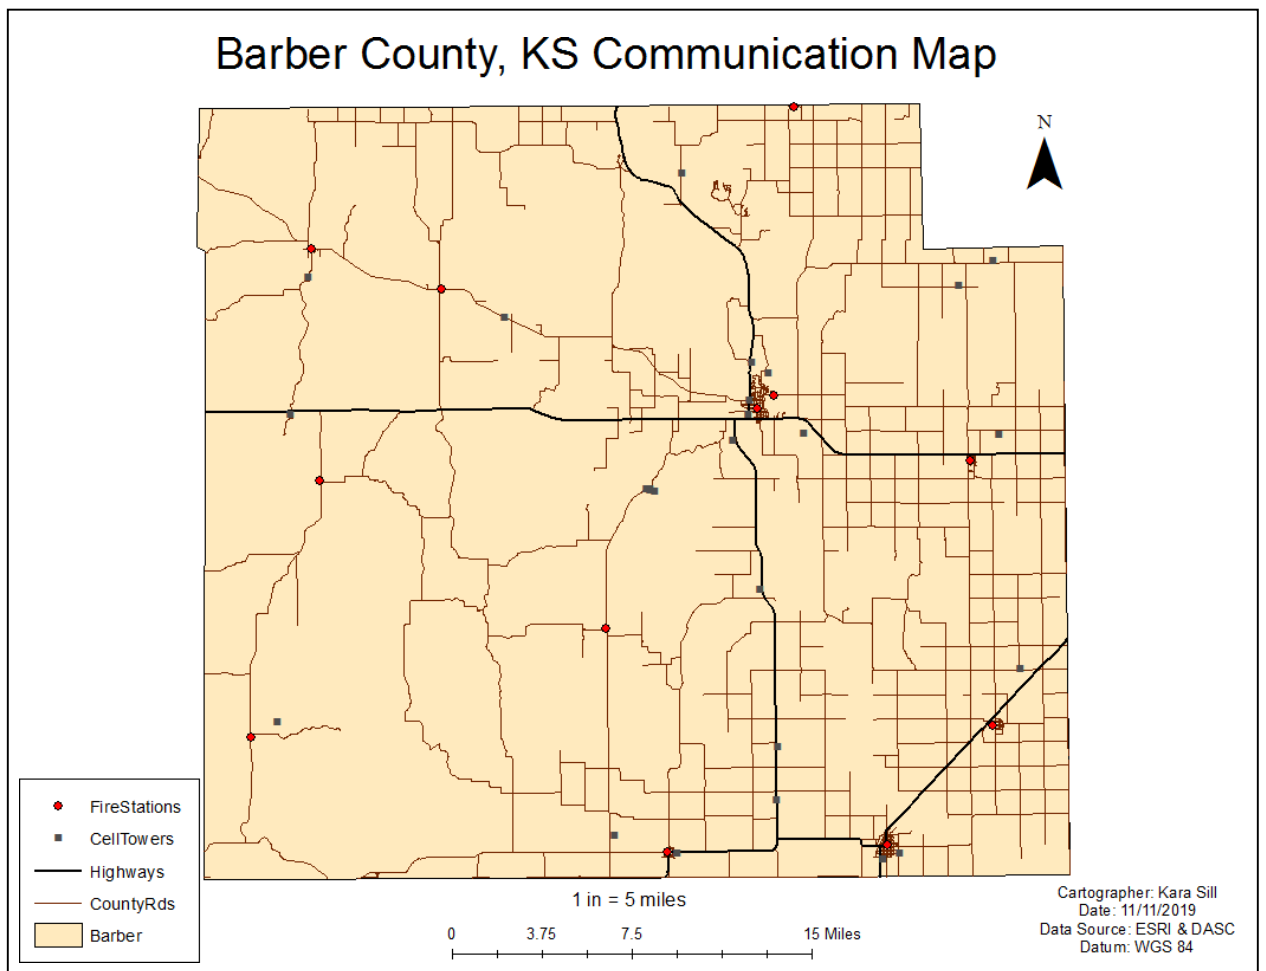 Barber County, KS Communication Map
N
FireStations
CellTowers
Highways
CountyRds
Barber
1 in = 5 miles
0 3.75 7.5 15 Miles
Cartographer: Kara Sill
Date: 11/11/2019
Data Source: ESRI & DASC
Datum: WGS 84